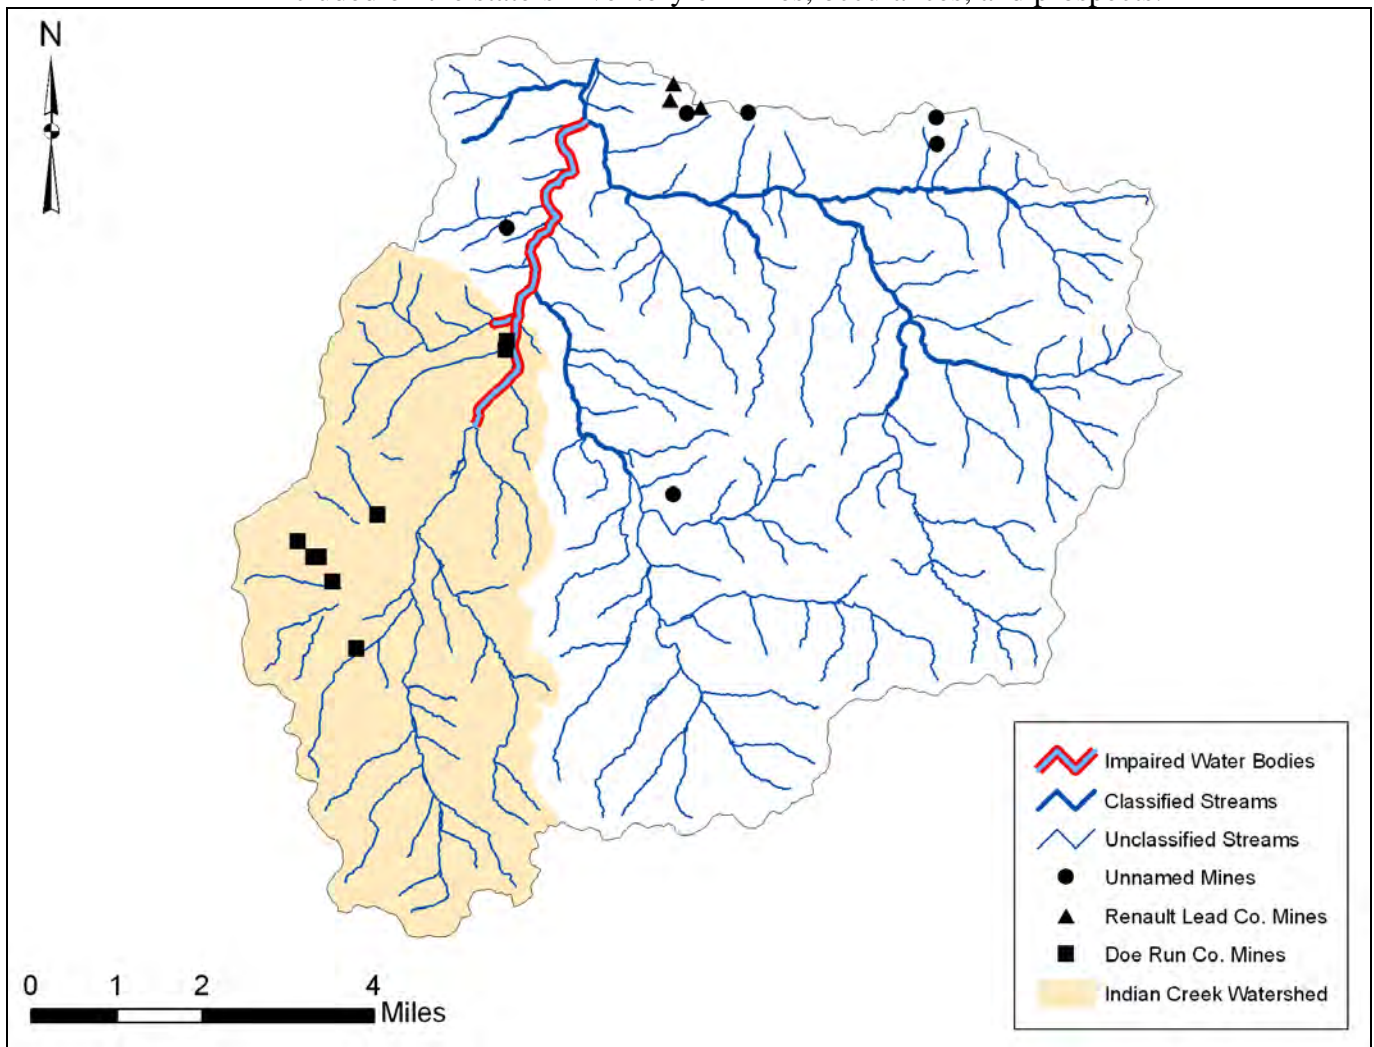 N
Impaired Water Bodies
Classified Streams
Unclassified Streams
Unnamed Mines
Renault Lead Co. Mines
Doe Run Co. Mines
Indian Creek Watershed
0 1 2 4
Miles